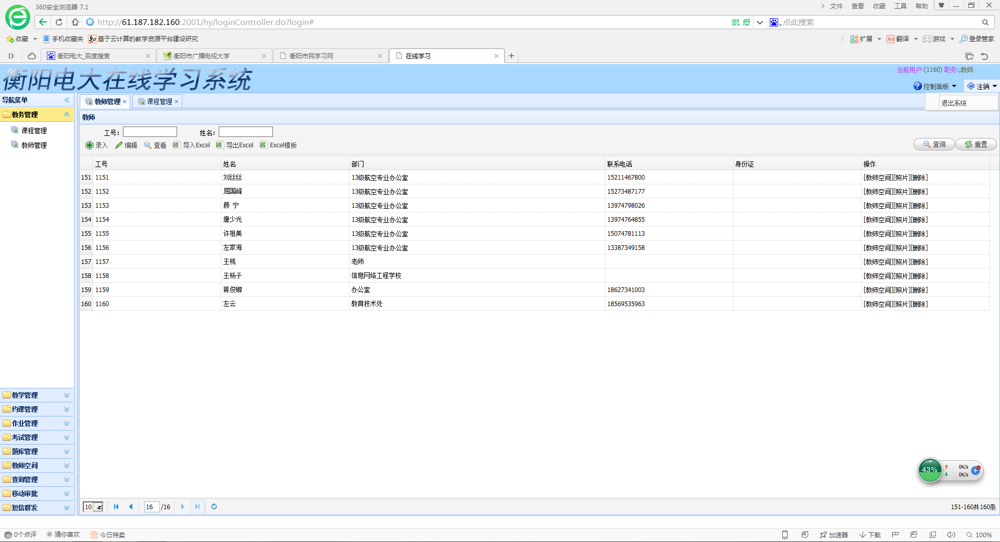 360安全浏览器 7.1
文件 查看 收藏 工具 帮助
http://61.187.182.160:2001/hy/loginController.do?login#
点此搜索
收藏 手机收藏夹 基于云计算的教学资源平台建设研究
扩展 翻译 游戏 登录管家
衡阳电大_百度搜索 衡阳市广播电视大学 衡阳市民学习网 在线学习
衡阳电大在线学习系统
当前用户:(1160) 职务:,教师
控制面板 注销
退出系统
导航菜单
教师管理 课程管理
教务管理
课程管理
教师管理
教师
工号: 姓名:
录入 编辑 查看 导入Excel 导出Excel Excel模板
查询 重置
工号 姓名 部门 联系电话 身份证 操作
151 1151 刘丝丝 13级航空专业办公室 15211467800 [教师空间][照片][删除]
152 1152 屈国峰 13级航空专业办公室 15273487177 [教师空间][照片][删除]
153 1153 颜 宁 13级航空专业办公室 13974798026 [教师空间][照片][删除]
154 1154 唐少光 13级航空专业办公室 13974764855 [教师空间][照片][删除]
155 1155 许祖美 13级航空专业办公室 15074781113 [教师空间][照片][删除]
156 1156 左家海 13级航空专业办公室 13387349158 [教师空间][照片][删除]
157 1157 王桃 老师 [教师空间][照片][删除]
158 1158 王杨子 信息网络工程学校 [教师空间][照片][删除]
159 1159 蒋俊卿 办公室 18627341003 [教师空间][照片][删除]
160 1160 左云 教育技术处 18569535963 [教师空间][照片][删除]
教学管理
约课管理
作业管理
考试管理
题库管理
教师空间
查询管理
移动审批
短信群发
43% 0K/s
0K/s
10 16 /16
151-160共160条
0个点评 猜你喜欢 今日特卖
加速器 下载 100%